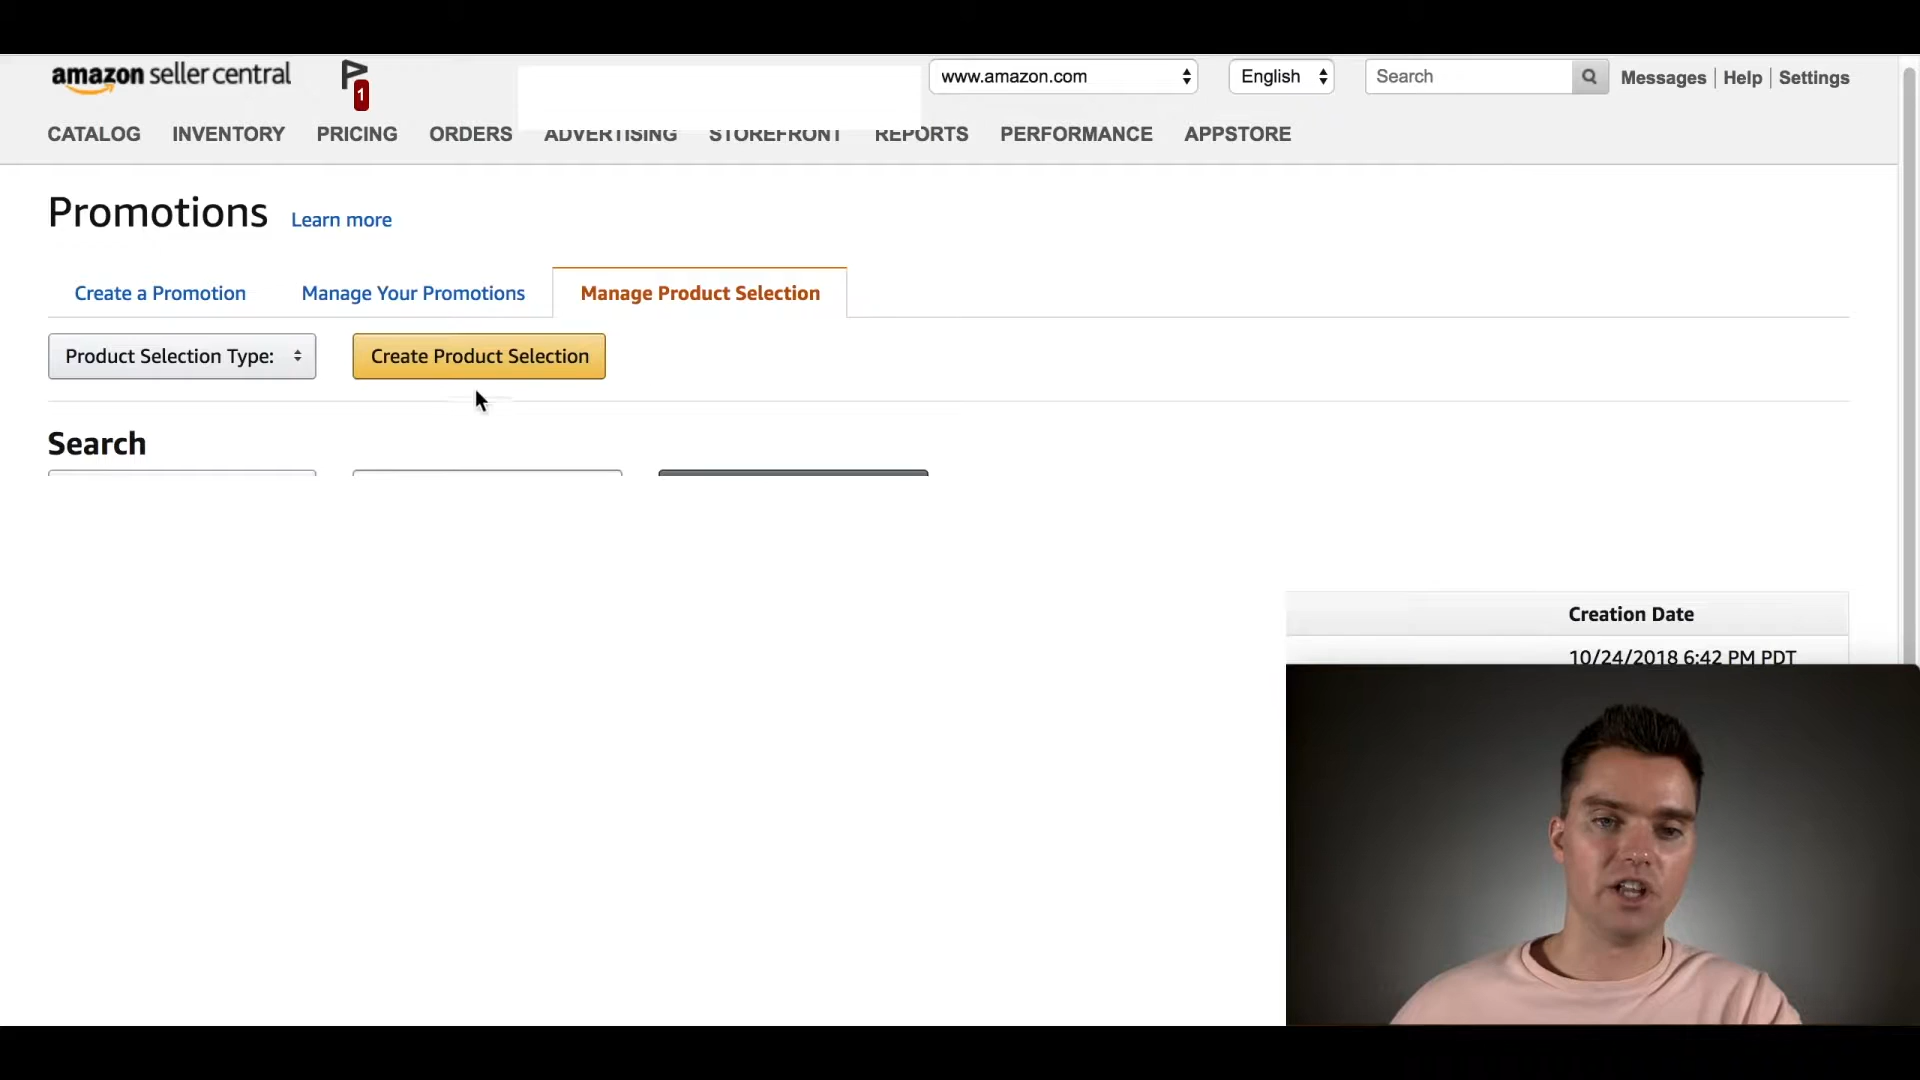 amazon seller central
1
www.amazon.com
English
Search
Messages | Help | Settings
CATALOG INVENTORY PRICING ORDERS ADVERTISING STOREFRONT REPORTS PERFORMANCE APPSTORE
Promotions Learn more
Create a Promotion Manage Your Promotions Manage Product Selection
Product Selection Type: Create Product Selection
Search
Creation Date
10/24/2018 6:42 PM PDT